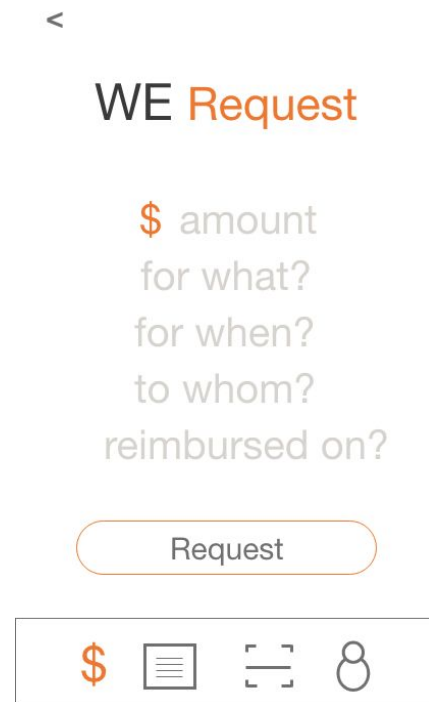 <
WE Request
$ amount
for what?
for when?
to whom?
reimbursed on?
Request
$